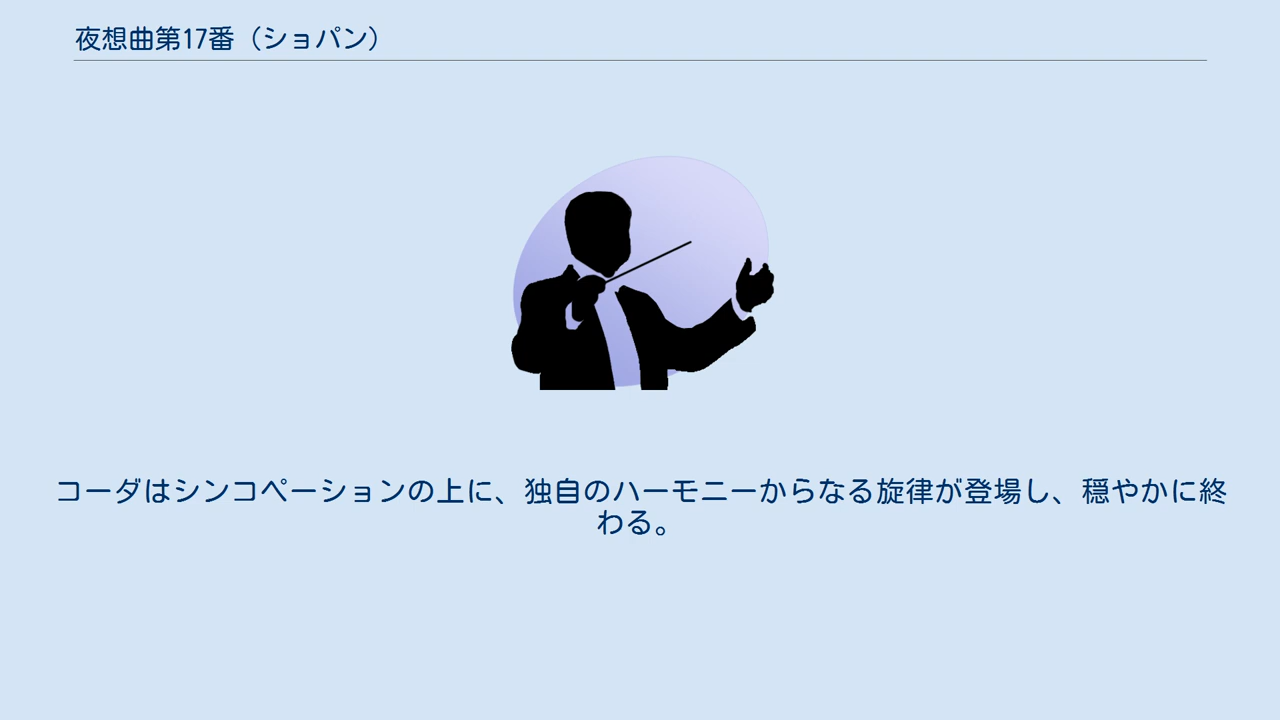 夜想曲第17番（ショパン）
コーダはシンコペーションの上に、独自のハーモニーからなる旋律が登場し、穏やかに終
わる。